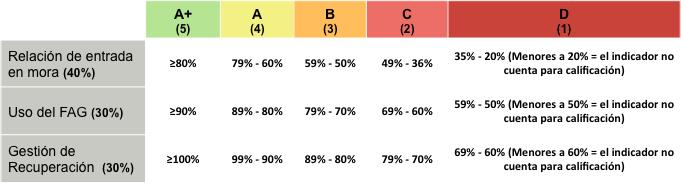 A+ A B C D
(5) (4) (3) (2) (1)
Relación de entrada
en mora (40%)
≥80% 79% - 60% 59% - 50% 49% - 36%
35% - 20% (Menores a 20% = el indicador no
cuenta para calificación)
Uso del FAG (30%)
≥90% 89% - 80% 79% - 70% 69% - 60%
59% - 50% (Menores a 50% = el indicador no
cuenta para calificación)
Gestión de
Recuperación (30%)
≥100% 99% - 90% 89% - 80% 79% - 70%
69% - 60% (Menores a 60% = el indicador no
cuenta para calificación)